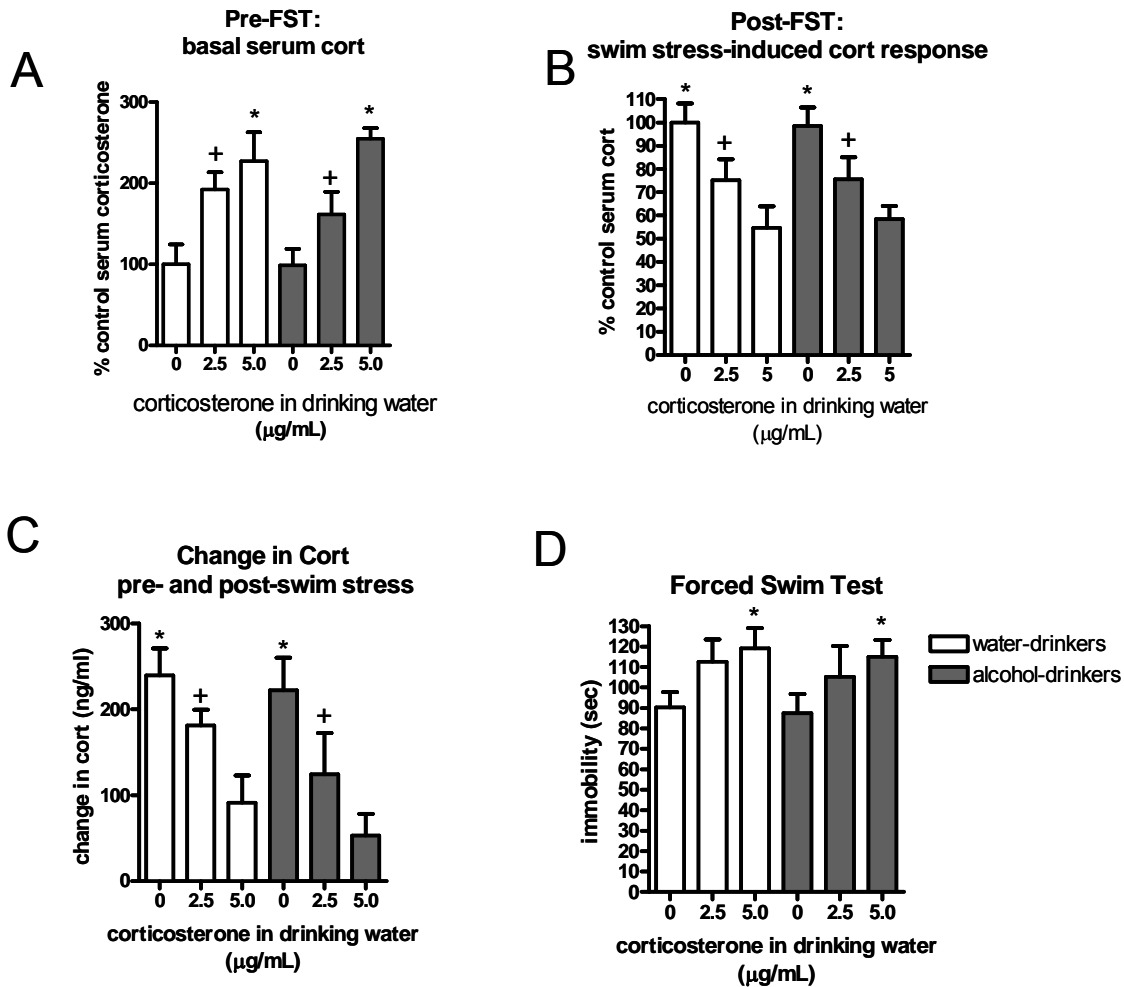 A
Pre-FST:
basal serum cort
% control serum corticosterone
300
200
100
0
+
*
+
*
0 2.5 5.0 0 2.5 5.0
corticosterone in drinking water
(µg/mL)
B
Post-FST:
swim stress-induced cort response
% control serum cort
110
100
90
80
70
60
50
40
30
20
10
0
*
+
*
+
0 2.5 5 0 2.5 5
corticosterone in drinking water
(µg/mL)
C
Change in Cort
pre- and post-swim stress
change in cort (ng/ml)
300
200
100
0
*
+
*
+
0 2.5 5.0 0 2.5 5.0
corticosterone in drinking water
(µg/mL)
D
Forced Swim Test
immobility (sec)
130
120
110
100
90
80
70
60
50
40
30
20
10
0
*
*
0 2.5 5.0 0 2.5 5.0
corticosterone in drinking water
(µg/mL)
water-drinkers
alcohol-drinkers